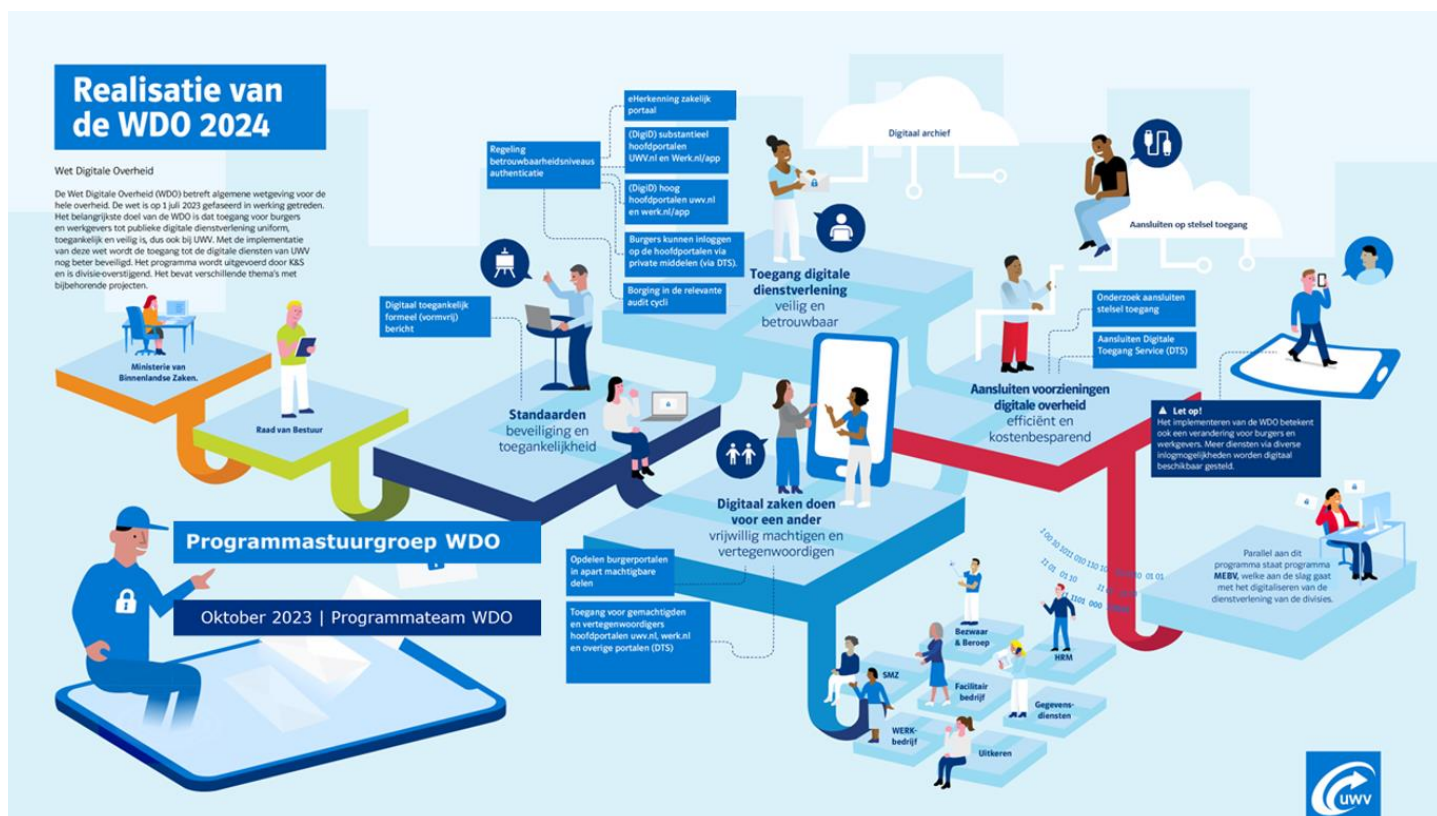 Realisatie van
de WDO 2024
Wet Digitale Overheid
De Wet Digitale Overheid (WDO) betreft algemene wetgeving voor de
hele overheid. De wet is op 1 juli 2023 gefaseerd in werking getreden.
Het belangrijkste doel van de WDO is dat toegang voor burgers
en werkgevers tot publieke digitale dienstverlening uniform,
toegankelijk en veilig is, dus ook bij UWV. Met de implementatie
van deze wet wordt de toegang tot de digitale diensten van UWV
nog beter beveiligd. Het programma wordt uitgevoerd door K&S
en is divisie-overstijgend. Het bevat verschillende thema's met
bijbehorende projecten.
Ministerie van
Binnenlandse Zaken.
Raad van Bestuur
Digitaal toegankelijk
formeel (vormvrij)
bericht
Standaarden
beveiliging en
toegankelijkheid
Regeling
betrouwbaarheidsniveaus
authenticatie
eHerkenning zakelijk
portaal
(DigiD) substantieel
hoofdportalen
UWV.nl en Werk.nl/app
(DigiD) hoog
hoofdportalen uwv.nl
en werk.nl/app
Burgers kunnen inloggen
op de hoofdportalen via
private middelen (via DTS).
Borging in de relevante
audit cycli
Toegang digitale
dienstverlening
veilig en
betrouwbaar
Digitaal archief
Aansluiten op stelsel toegang
Onderzoek aansluiten
stelsel toegang
Aansluiten Digitale
Toegang Service (DTS)
Aansluiten voorzieningen
digitale overheid
efficiënt en
kostenbesparend
Let op!
Het implementeren van de WDO betekent
ook een verandering voor burgers en
werkgevers. Meer diensten via diverse
inlogmogelijkheden worden digitaal
beschikbaar gesteld.
Digitaal zaken doen
voor een ander
vrijwillig machtigen en
vertegenwoordigen
Opdelen burgerportalen
in apart machtigbare
delen
Toegang voor gemachtigden
en vertegenwoordigers
hoofdportalen uwv.nl, werk.nl
en overige portalen (DTS)
Programmastuurgroep WDO
Oktober 2023 | Programmateam WDO
Parallel aan dit
programma staat programma
MEBV, welke aan de slag gaat
met het digitaliseren van de
dienstverlening van de divisies.
Bezwaar
& Beroep
HRM
SMZ
Facilitair
bedrijf
Gegevens-
diensten
WERK-
bedrijf
Uitkeren
UWV